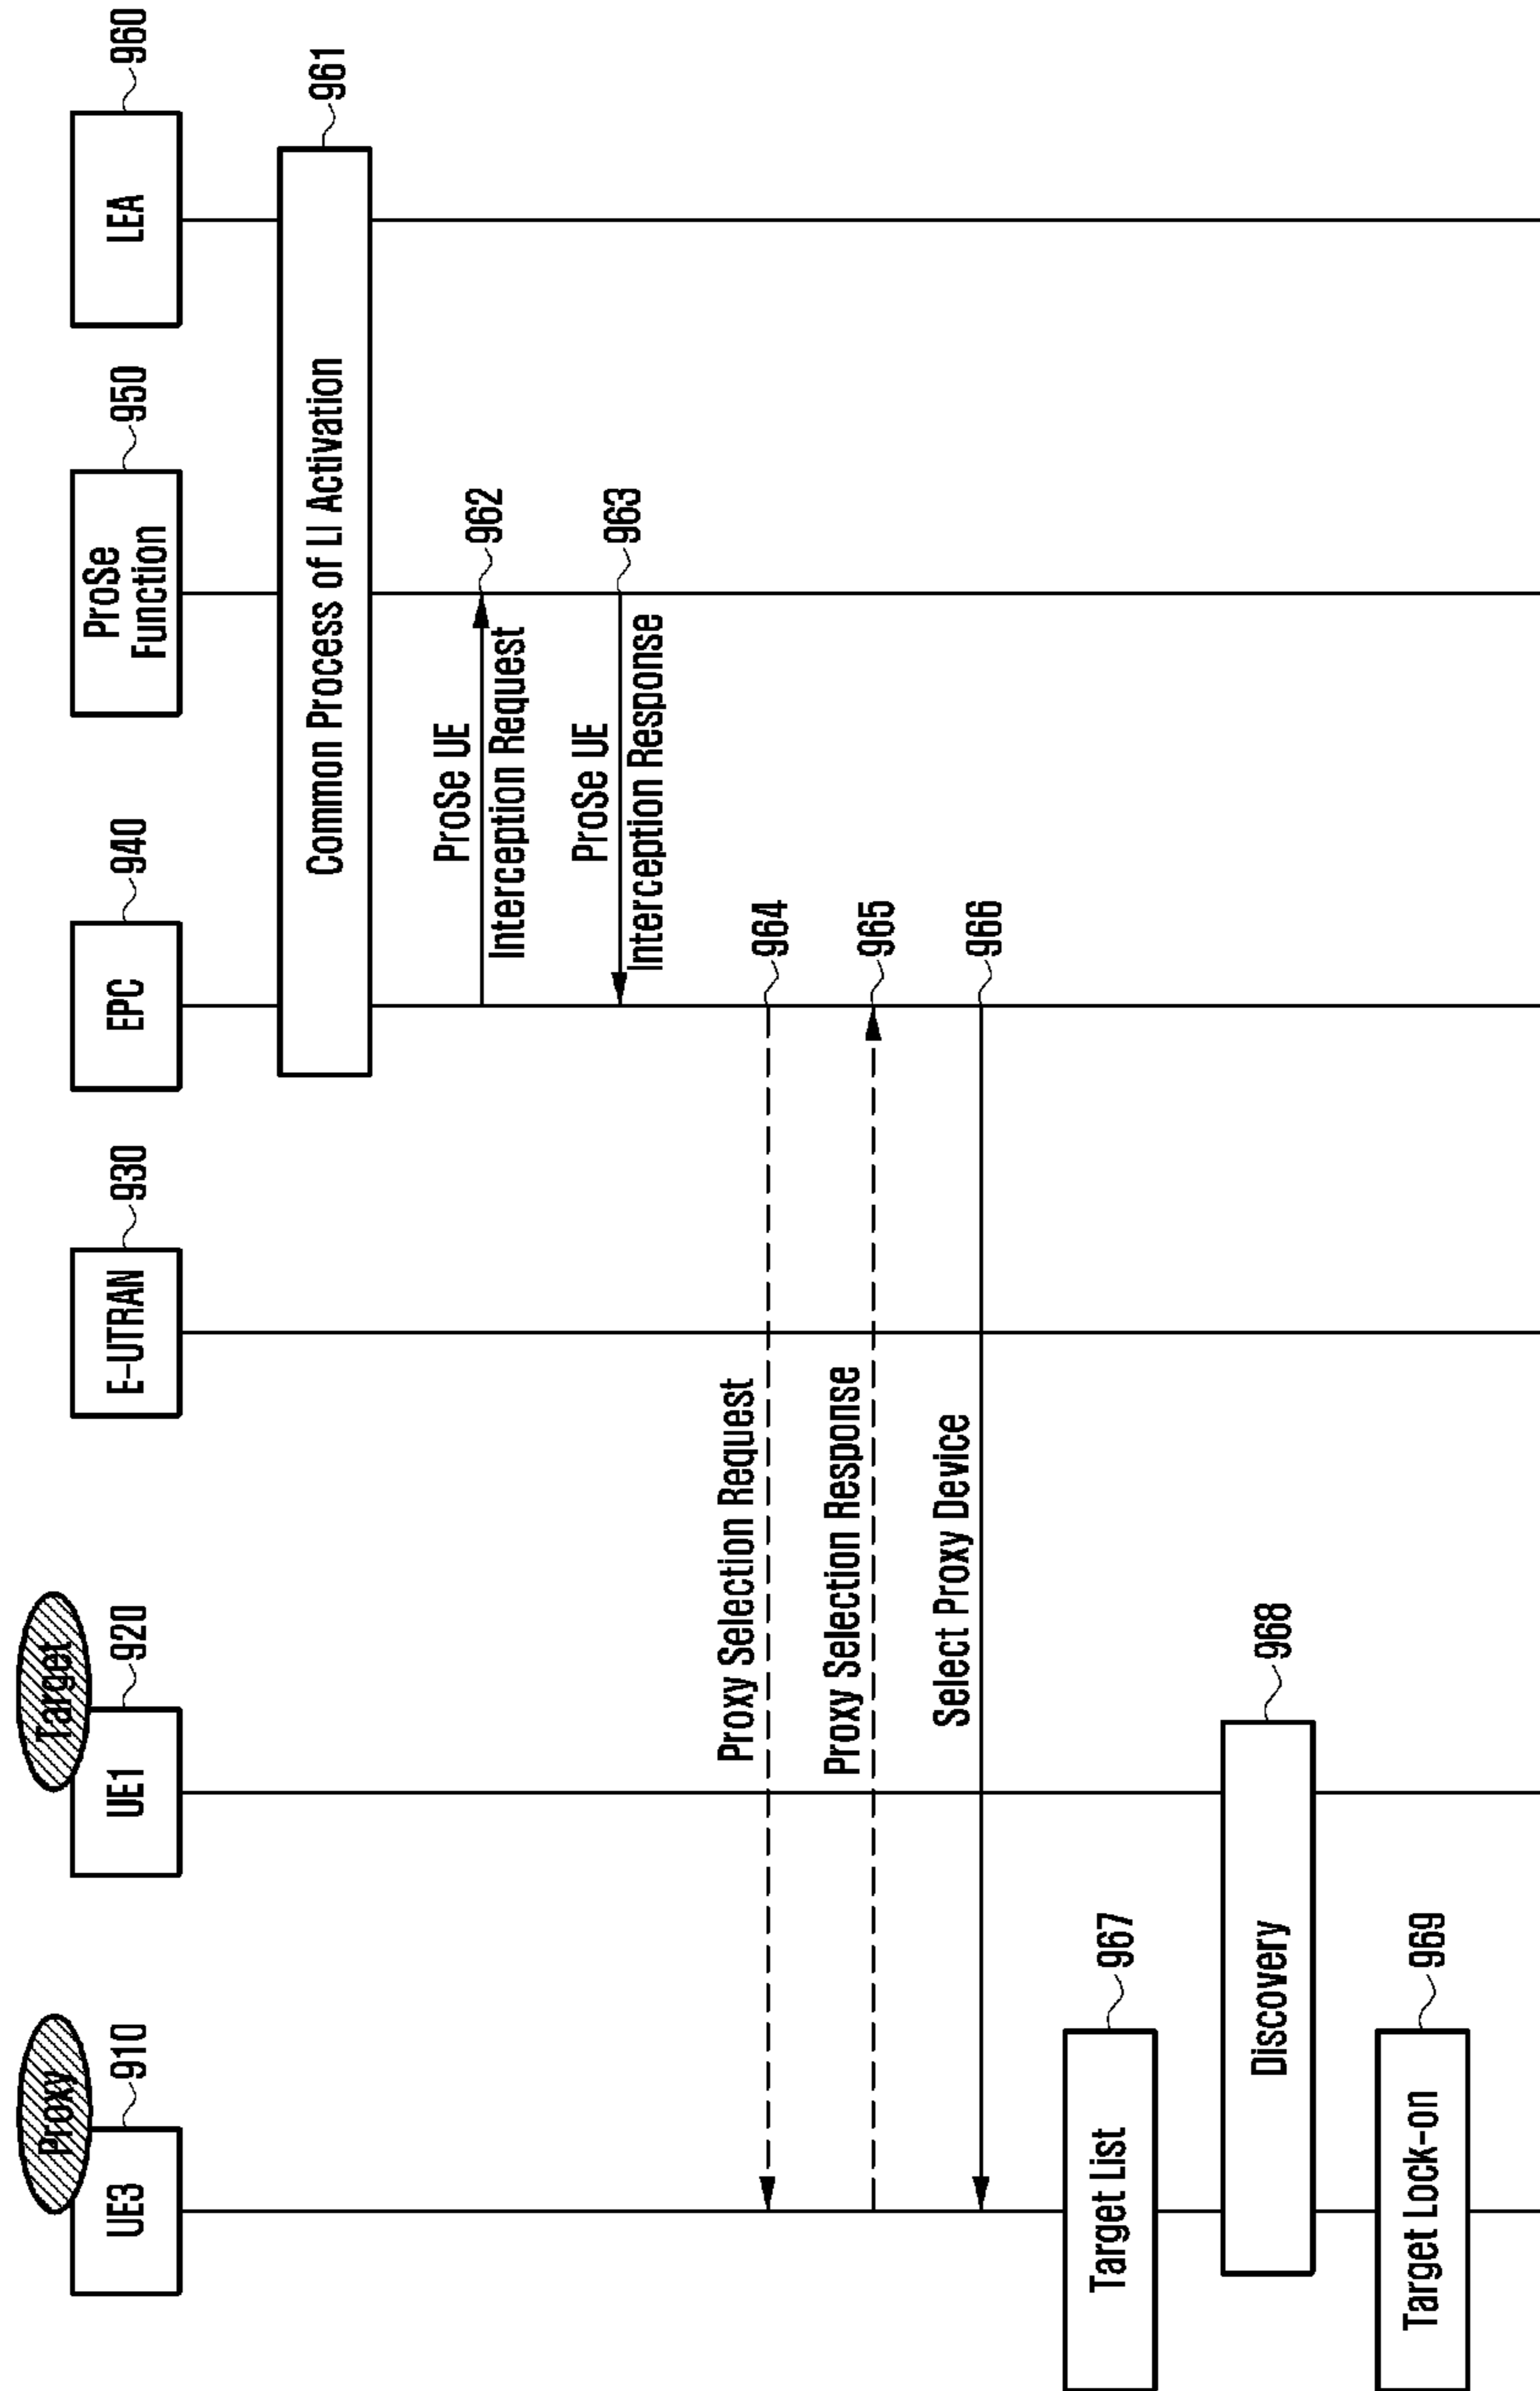 Proxy
Target
UE3
910
UE1
920
E-UTRAN
930
EPC
940
ProSe
Function
950
LEA
960
Common Process of LI Activation
961
ProSe UE
Interception Request
962
ProSe UE
Interception Response
963
Proxy Selection Request
964
Proxy Selection Response
965
Select Proxy Device
966
Target List
967
Discovery
968
Target Lock-on
969